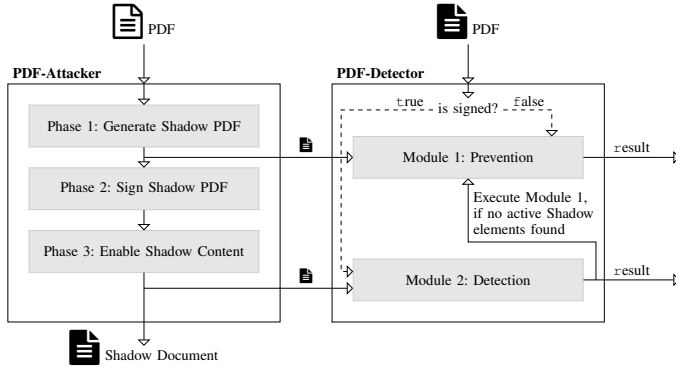 PDF
PDF
PDF-Attacker
PDF-Detector
true
is signed?
false
Phase 1: Generate Shadow PDF
Module 1: Prevention
result
Phase 2: Sign Shadow PDF
Execute Module 1,
if no active Shadow
elements found
Phase 3: Enable Shadow Content
Module 2: Detection
result
Shadow Document